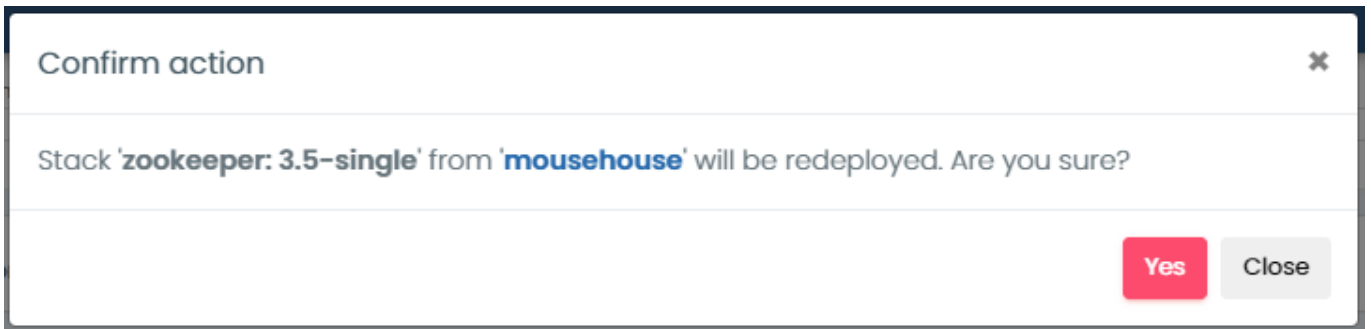 Confirm action
Stack 'zookeeper: 3.5-single' from 'mousehouse' will be redeployed. Are you sure?
Yes Close